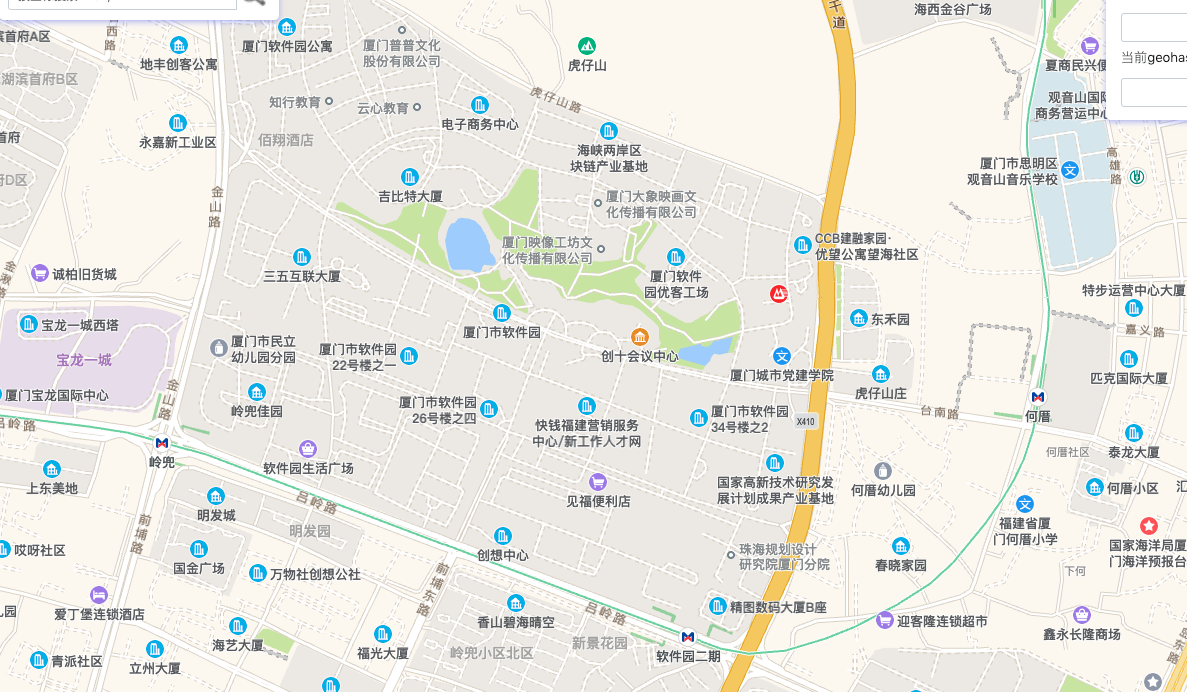 千
道
海西金谷广场
首府A区
西
路
厦门软件园公寓
地丰创客公寓
厦门普普文化
股份有限公司
虎仔山
夏商民兴便
当前geohas
湖滨首府B区
知行教育
云心教育
虎仔山路
观音山国际
商务营运中心
电子商务中心
永嘉新工业区
佰翔酒店
海峡两岸区
块链产业基地
首府
厦门市思明区
观音山音乐学校
高雄路
府D区
吉比特大厦
金山路
厦门大象映画文
化传播有限公司
厦门映像工坊文
化传播有限公司
CCB建融家园·
优望公寓望海社区
金湫路
诚柏旧货城
三五互联大厦
厦门软件
园优客工场
特步运营中心大厦
宝龙一城西塔
厦门市软件园
东禾园
嘉义路
宝龙一城
厦门市民立
幼儿园分园
厦门市软件园
22号楼之一
创十会议中心
厦门城市党建学院
匹克国际大厦
厦门宝龙国际中心
金山路
岭兜佳园
厦门市软件园
26号楼之四
虎仔山庄
台南路
何厝
吕岭路
快钱福建营销服务
中心/新工作人才网
厦门市软件园
34号楼之2
X410
岭兜
软件园生活广场
何厝社区
泰龙大厦
上东美地
国家高新技术研究发
展计划成果产业基地
何厝幼儿园
何厝小区
汇
明发城
吕岭路
见福便利店
前埔路
明发园
福建省厦
门何厝小学
哎呀社区
国金广场
创想中心
珠海规划设计
研究院厦门分院
春晓家园
国家海洋局厦
门海洋预报台
万物社创想公社
前埔东路
下何
爱丁堡连锁酒店
儿园
香山碧海晴空
吕岭路
精图数码大厦B座
迎客隆连锁超市
鑫永长隆商场
海艺大厦
新景花园
岭兜小区北区
福光大厦
软件园二期
青派社区
立州大厦
岛东路